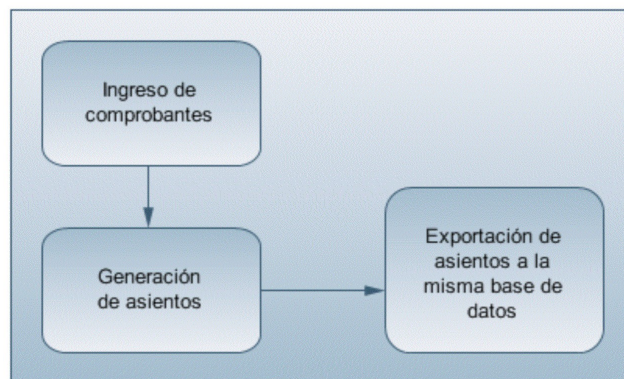 Ingreso de
comprobantes
Generación
de asientos
Exportación de
asientos a la
misma base de
datos